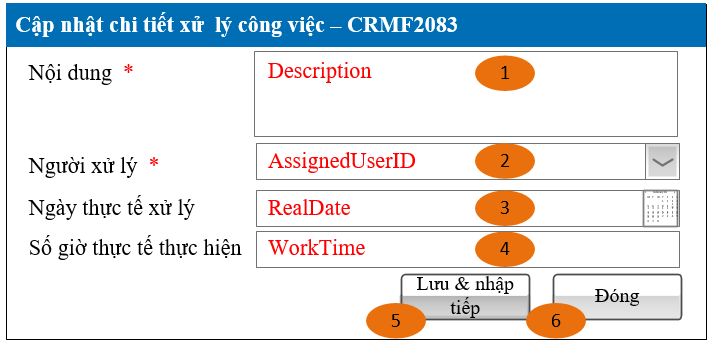 Cập nhật chi tiết xử lý công việc – CRMF2083
Nội dung * Description 1
Người xử lý * AssignedUserID 2
Ngày thực tế xử lý RealDate 3
Số giờ thực tế thực hiện WorkTime 4
Lưu & nhập
tiếp
Đóng
5 6